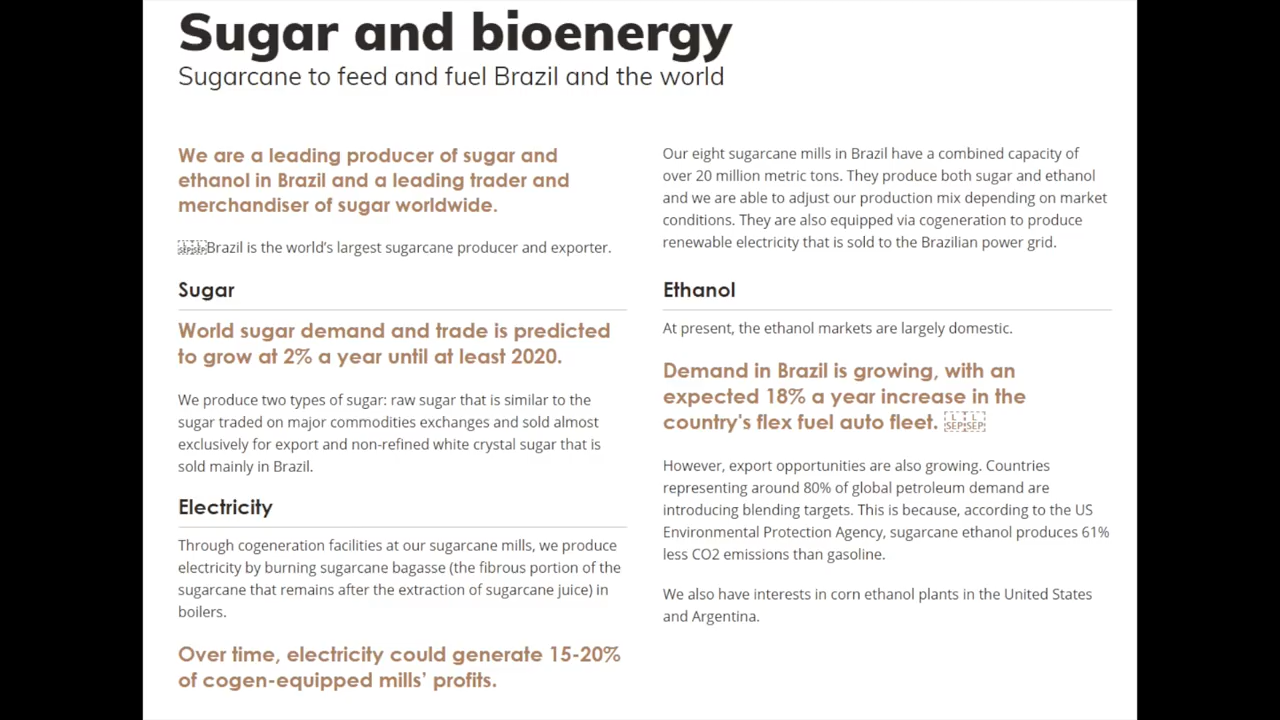 Sugar and bioenergy
Sugarcane to feed and fuel Brazil and the world
We are a leading producer of sugar and
ethanol in Brazil and a leading trader and
merchandiser of sugar worldwide.
Brazil is the world’s largest sugarcane producer and exporter.
Sugar
World sugar demand and trade is predicted
to grow at 2% a year until at least 2020.
We produce two types of sugar: raw sugar that is similar to the
sugar traded on major commodities exchanges and sold almost
exclusively for export and non-refined white crystal sugar that is
sold mainly in Brazil.
Electricity
Through cogeneration facilities at our sugarcane mills, we produce
electricity by burning sugarcane bagasse (the fibrous portion of the
sugarcane that remains after the extraction of sugarcane juice) in
boilers.
Over time, electricity could generate 15-20%
of cogen-equipped mills’ profits.
Our eight sugarcane mills in Brazil have a combined capacity of
over 20 million metric tons. They produce both sugar and ethanol
and we are able to adjust our production mix depending on market
conditions. They are also equipped via cogeneration to produce
renewable electricity that is sold to the Brazilian power grid.
Ethanol
At present, the ethanol markets are largely domestic.
Demand in Brazil is growing, with an
expected 18% a year increase in the
country's flex fuel auto fleet.
However, export opportunities are also growing. Countries
representing around 80% of global petroleum demand are
introducing blending targets. This is because, according to the US
Environmental Protection Agency, sugarcane ethanol produces 61%
less CO2 emissions than gasoline.
We also have interests in corn ethanol plants in the United States
and Argentina.